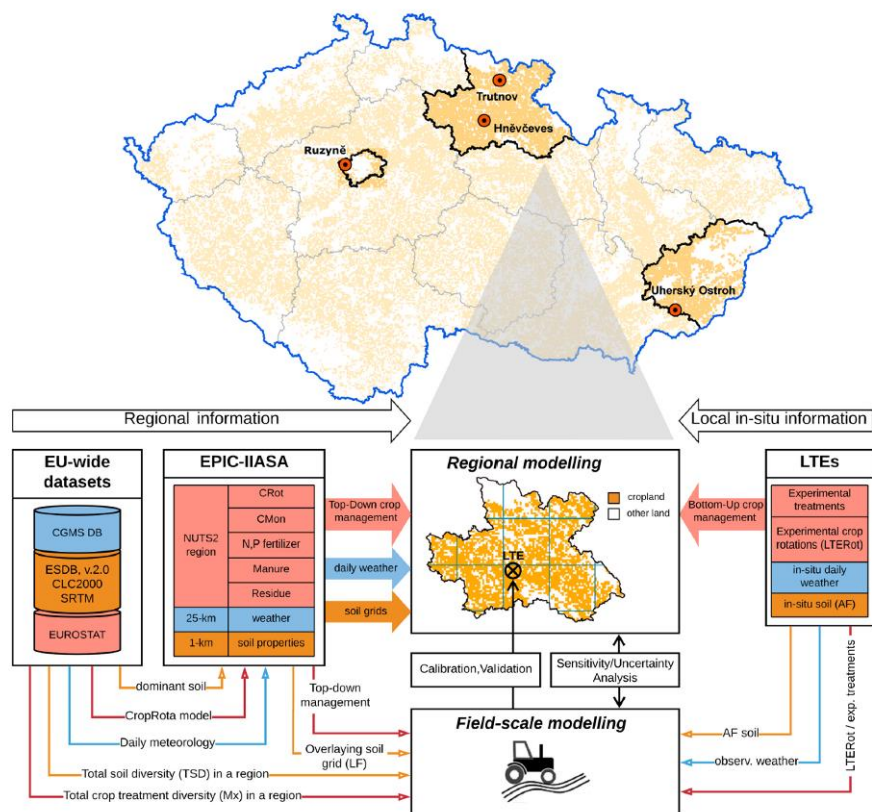 Trutnov
Hněvčeves
Ruzyně
Uherský Ostroh
Regional information
Local in-situ information
EU-wide
datasets
CGMS DB
ESDB, v.2.0
CLC2000
SRTM
EUROSTAT
EPIC-IIASA
NUTS2
region
CRot
CMon
N,P fertilizer
Manure
Residue
25-km
weather
1-km
soil properties
Top-Down crop
management
daily weather
soil grids
Regional modelling
cropland
other land
LTE
Bottom-Up crop
management
LTEs
Experimental
treatments
Experimental crop
rotations (LTERot)
in-situ daily
weather
in-situ soil (AF)
Calibration,Validation
Sensitivity/Uncertainty
Analysis
dominant soil
CropRota model
Daily meteorology
Total soil diversity (TSD) in a region
Total crop treatment diversity (Mx) in a region
Top-down
management
Overlaying soil
grid (LF)
Field-scale modelling
AF soil
observ. weather
LTERot / exp. treatments